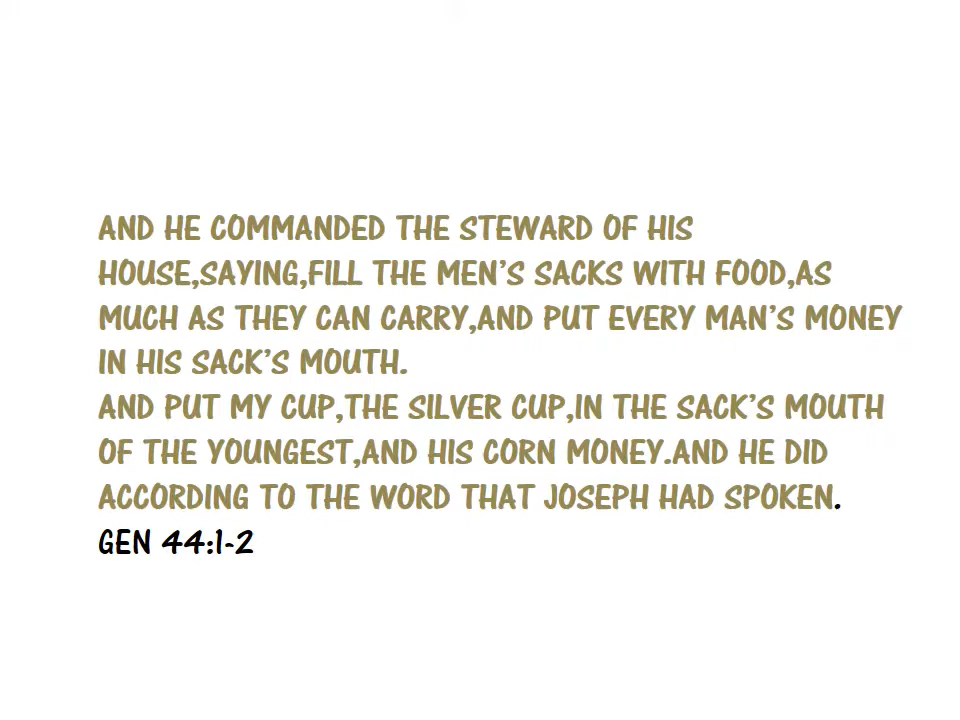 AND HE COMMANDED THE STEWARD OF HIS
HOUSE,SAYING,FILL THE MEN'S SACKS WITH FOOD,AS
MUCH AS THEY CAN CARRY,AND PUT EVERY MAN'S MONEY
IN HIS SACK'S MOUTH.
AND PUT MY CUP,THE SILVER CUP,IN THE SACK'S MOUTH
OF THE YOUNGEST,AND HIS CORN MONEY.AND HE DID
ACCORDING TO THE WORD THAT JOSEPH HAD SPOKEN.
GEN 44:1-2